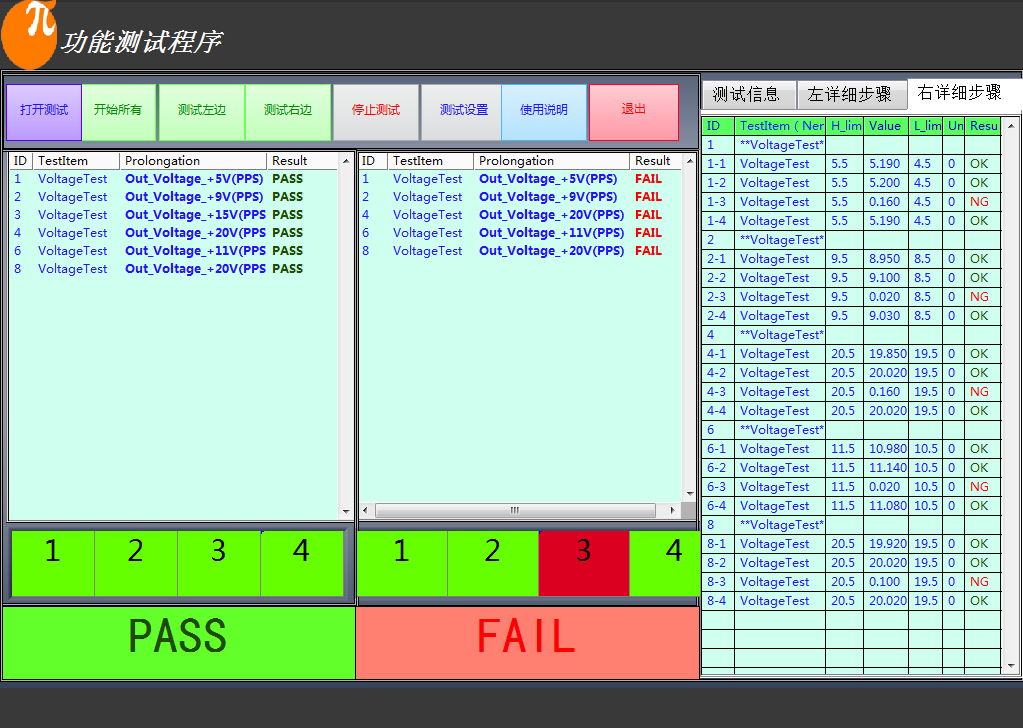 π
功能测试程序
打开测试 开始所有 测试左边 测试右边 停止测试 测试设置 使用说明 退出
测试信息 左详细步骤 右详细步骤
ID TestItem Prolongation Result
1 VoltageTest Out_Voltage_+5V(PPS) PASS
2 VoltageTest Out_Voltage_+9V(PPS) PASS
3 VoltageTest Out_Voltage_+15V(PPS PASS
4 VoltageTest Out_Voltage_+20V(PPS PASS
6 VoltageTest Out_Voltage_+11V(PPS PASS
8 VoltageTest Out_Voltage_+20V(PPS PASS
1 2 3 4
PASS
ID TestItem Prolongation Result
1 VoltageTest Out_Voltage_+5V(PPS) FAIL
2 VoltageTest Out_Voltage_+9V(PPS) FAIL
4 VoltageTest Out_Voltage_+20V(PPS) FAIL
6 VoltageTest Out_Voltage_+11V(PPS) FAIL
8 VoltageTest Out_Voltage_+20V(PPS) FAIL
1 2 3 4
FAIL
ID TestItem ( Ner H_lim Value L_lim Un Resu
1 **VoltageTest*
1-1 VoltageTest 5.5 5.190 4.5 0 OK
1-2 VoltageTest 5.5 5.200 4.5 0 OK
1-3 VoltageTest 5.5 0.160 4.5 0 NG
1-4 VoltageTest 5.5 5.190 4.5 0 OK
2 **VoltageTest*
2-1 VoltageTest 9.5 8.950 8.5 0 OK
2-2 VoltageTest 9.5 9.100 8.5 0 OK
2-3 VoltageTest 9.5 0.020 8.5 0 NG
2-4 VoltageTest 9.5 9.030 8.5 0 OK
4 **VoltageTest*
4-1 VoltageTest 20.5 19.850 19.5 0 OK
4-2 VoltageTest 20.5 20.020 19.5 0 OK
4-3 VoltageTest 20.5 0.160 19.5 0 NG
4-4 VoltageTest 20.5 20.020 19.5 0 OK
6 **VoltageTest*
6-1 VoltageTest 11.5 10.980 10.5 0 OK
6-2 VoltageTest 11.5 11.140 10.5 0 OK
6-3 VoltageTest 11.5 0.020 10.5 0 NG
6-4 VoltageTest 11.5 11.080 10.5 0 OK
8 **VoltageTest*
8-1 VoltageTest 20.5 19.920 19.5 0 OK
8-2 VoltageTest 20.5 20.020 19.5 0 OK
8-3 VoltageTest 20.5 0.100 19.5 0 NG
8-4 VoltageTest 20.5 20.020 19.5 0 OK